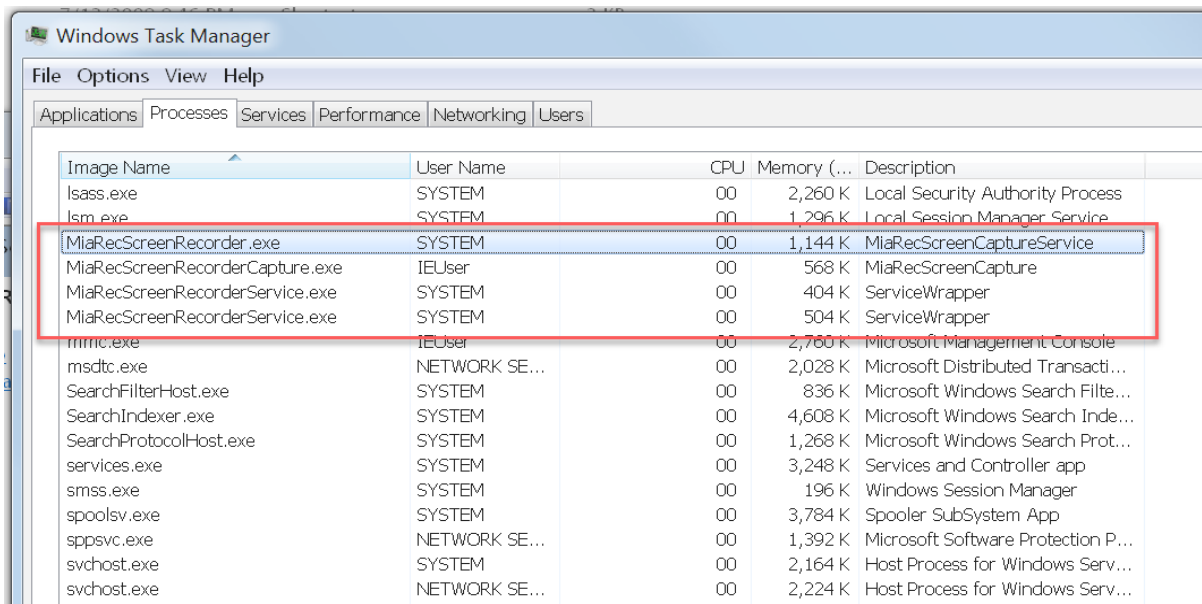 Windows Task Manager
File Options View Help
Applications Processes Services Performance Networking Users
Image Name User Name CPU Memory (... Description
lsass.exe SYSTEM 00 2,260 K Local Security Authority Process
lsm.exe SYSTEM 00 1,296 K Local Session Manager Service
MiaRecScreenRecorder.exe SYSTEM 00 1,144 K MiaRecScreenCaptureService
MiaRecScreenRecorderCapture.exe IEUser 00 568 K MiaRecScreenCapture
MiaRecScreenRecorderService.exe SYSTEM 00 404 K ServiceWrapper
MiaRecScreenRecorderService.exe SYSTEM 00 504 K ServiceWrapper
mmc.exe IEUser 00 2,760 K Microsoft Management Console
msdtc.exe NETWORK SE... 00 2,028 K Microsoft Distributed Transacti...
SearchFilterHost.exe SYSTEM 00 836 K Microsoft Windows Search Filte...
SearchIndexer.exe SYSTEM 00 4,608 K Microsoft Windows Search Inde...
SearchProtocolHost.exe SYSTEM 00 1,268 K Microsoft Windows Search Prot...
services.exe SYSTEM 00 3,248 K Services and Controller app
smss.exe SYSTEM 00 196 K Windows Session Manager
spoolsv.exe SYSTEM 00 3,784 K Spooler SubSystem App
sppsvc.exe NETWORK SE... 00 1,392 K Microsoft Software Protection P...
svchost.exe SYSTEM 00 2,164 K Host Process for Windows Serv...
svchost.exe NETWORK SE... 00 2,224 K Host Process for Windows Serv...